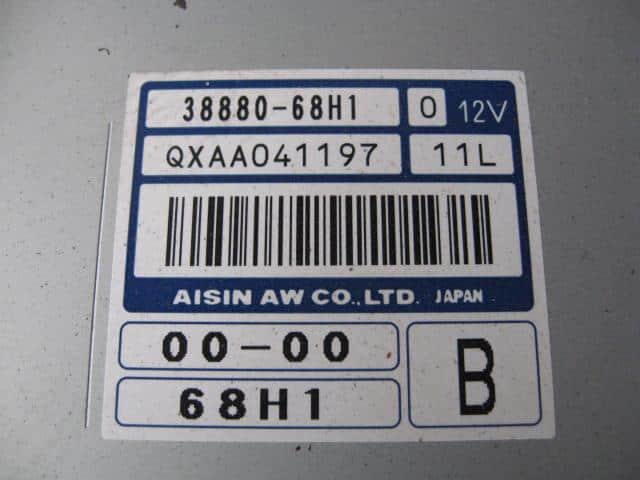 38880-68H1 0 12V
QXAA041197 11L
AISIN AW CO.,LTD. JAPAN
00-00
68H1 B